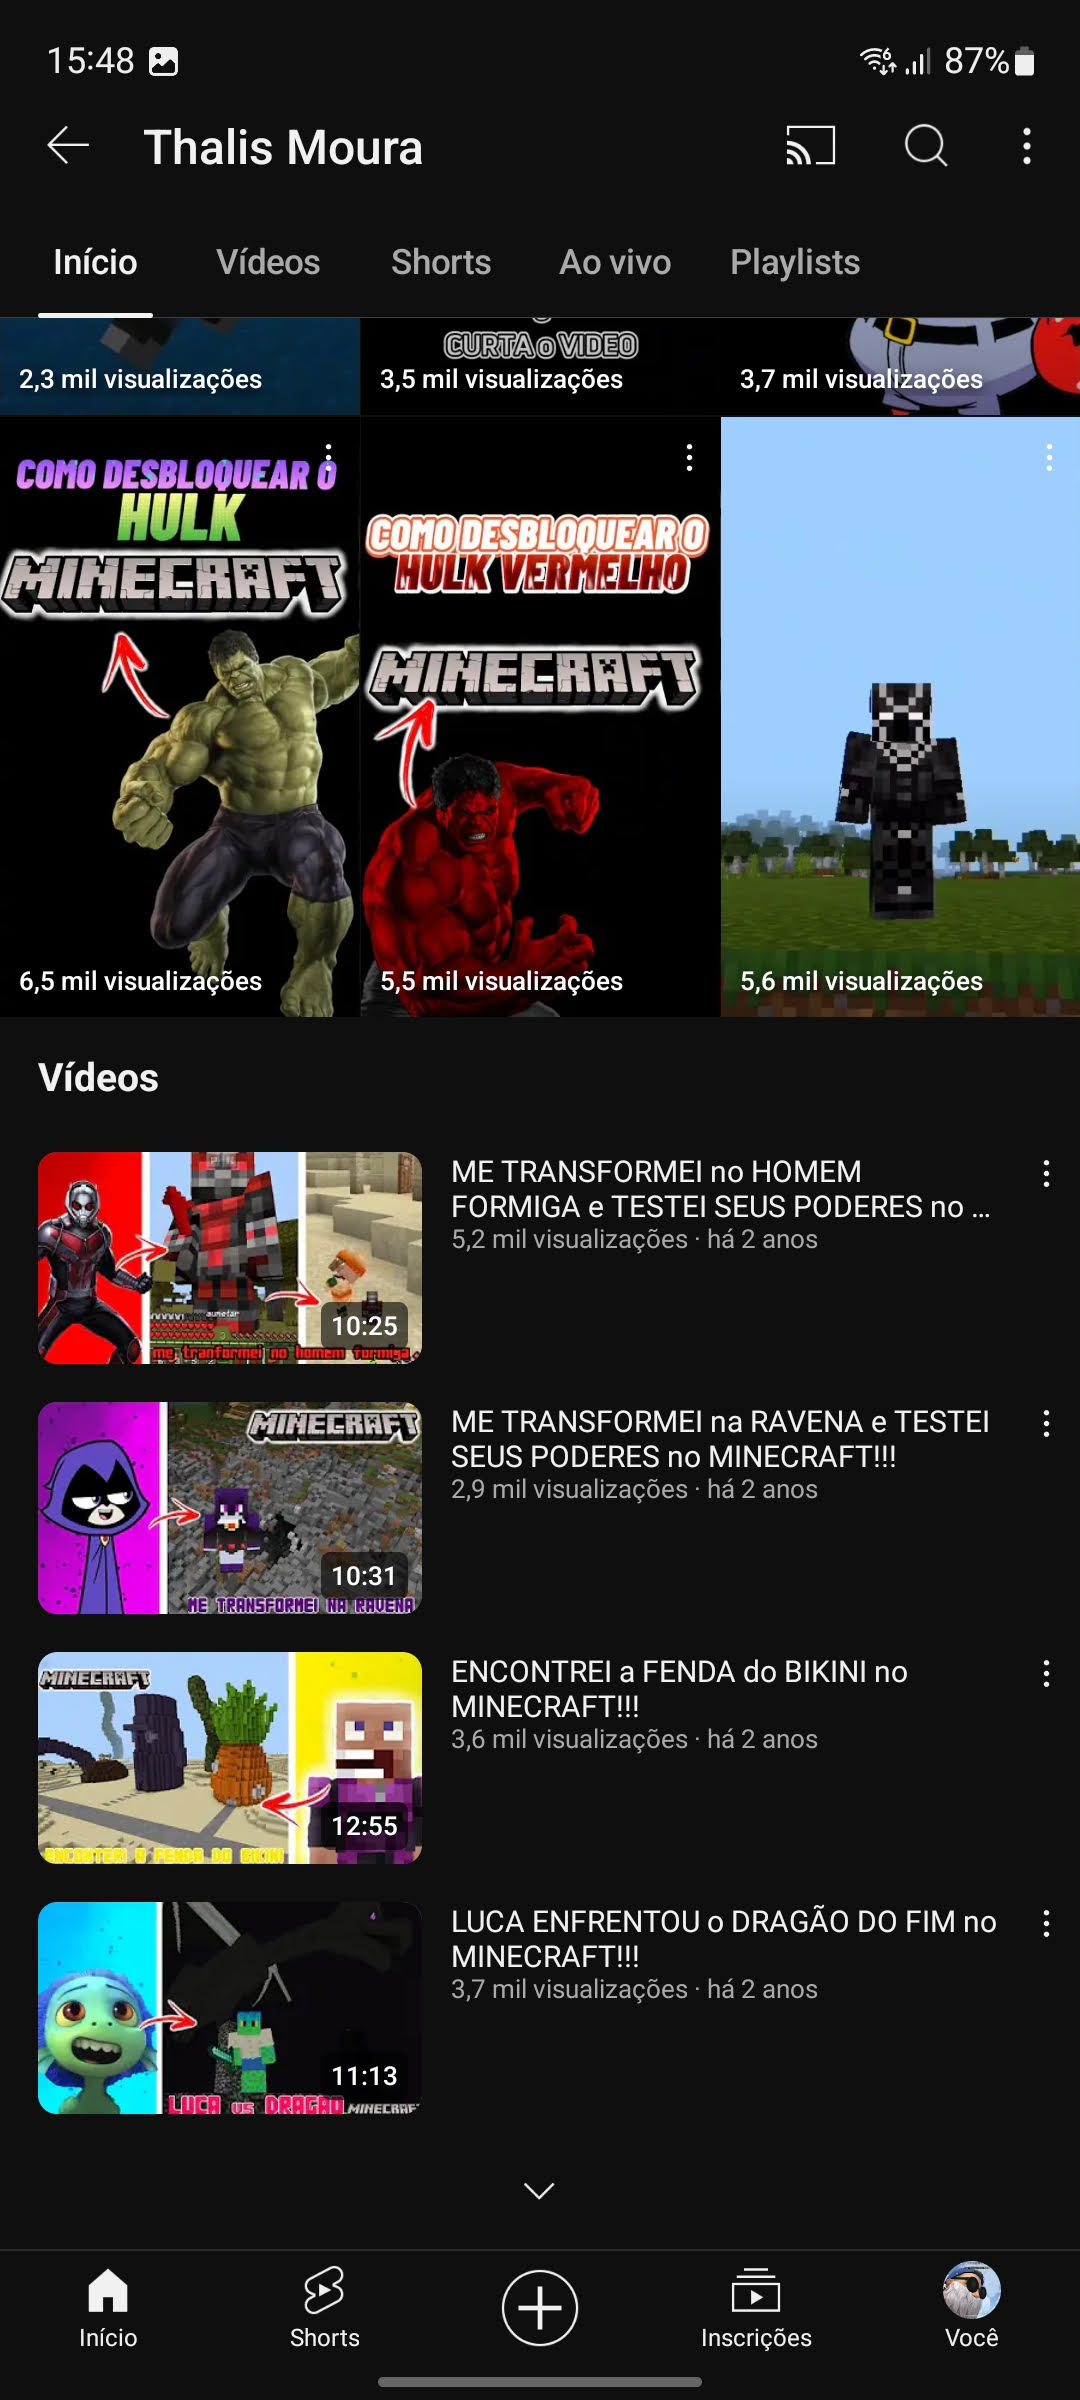 15:48
87%
Thalis Moura
Início Vídeos Shorts Ao vivo Playlists
CURTA o VIDEO
2,3 mil visualizações
3,5 mil visualizações
3,7 mil visualizações
COMO DESBLOQUEAR O
HULK
MINECRAFT
6,5 mil visualizações
COMO DESBLOQUEAR O
HULK VERMELHO
MINECRAFT
5,5 mil visualizações
5,6 mil visualizações
Vídeos
aumetar
me tranformei no homem formiga
10:25
ME TRANSFORMEI no HOMEM
FORMIGA e TESTEI SEUS PODERES no ...
5,2 mil visualizações · há 2 anos
MINECRAFT
10:31
ME TRANSFORMEI NA RAVENA
ME TRANSFORMEI na RAVENA e TESTEI
SEUS PODERES no MINECRAFT!!!
2,9 mil visualizações · há 2 anos
MINECRAFT
12:55
ENCONTREI A FENDA DO BIKINI
ENCONTREI a FENDA do BIKINI no
MINECRAFT!!!
3,6 mil visualizações · há 2 anos
11:13
LUCA vs DRAGAO MINECRAF
LUCA ENFRENTOU o DRAGÃO DO FIM no
MINECRAFT!!!
3,7 mil visualizações · há 2 anos
Início
Shorts
Inscrições
Você